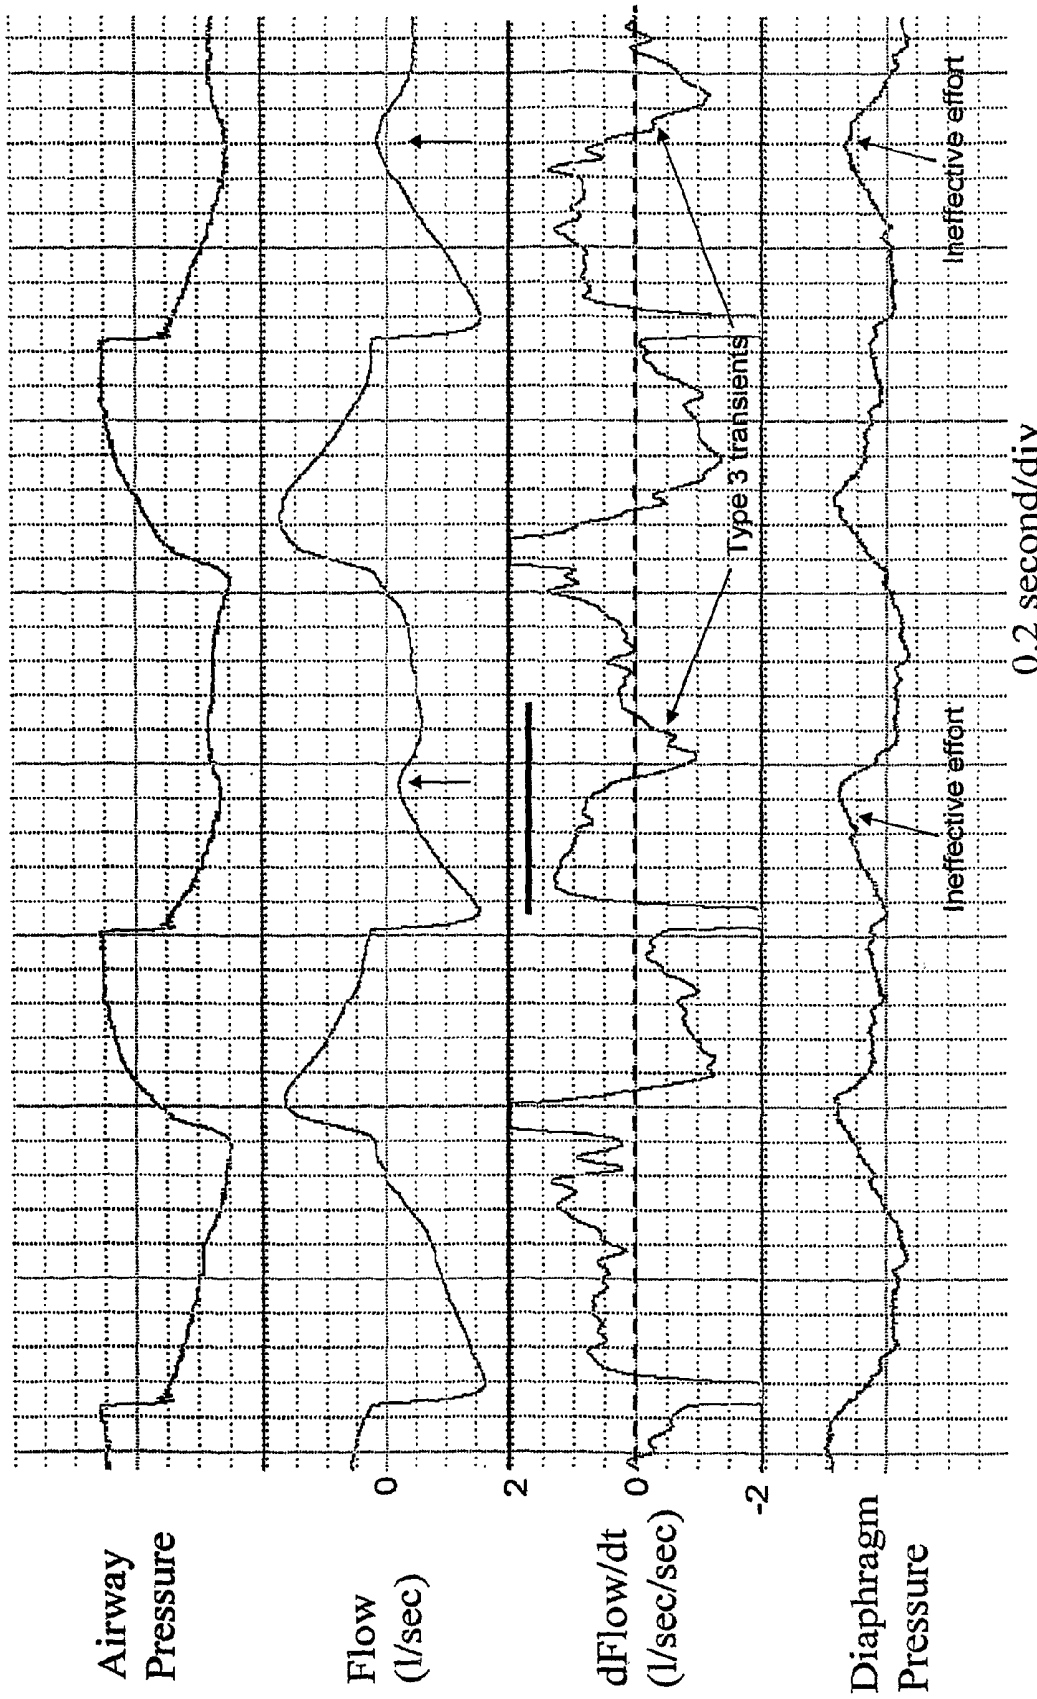 Airway
Pressure
Flow
(l/sec)
0
2
dFlow/dt
(l/sec/sec)
0
-2
Type 3 transients
Diaphragm
Pressure
Ineffective effort
Ineffective effort
0.2 second/div